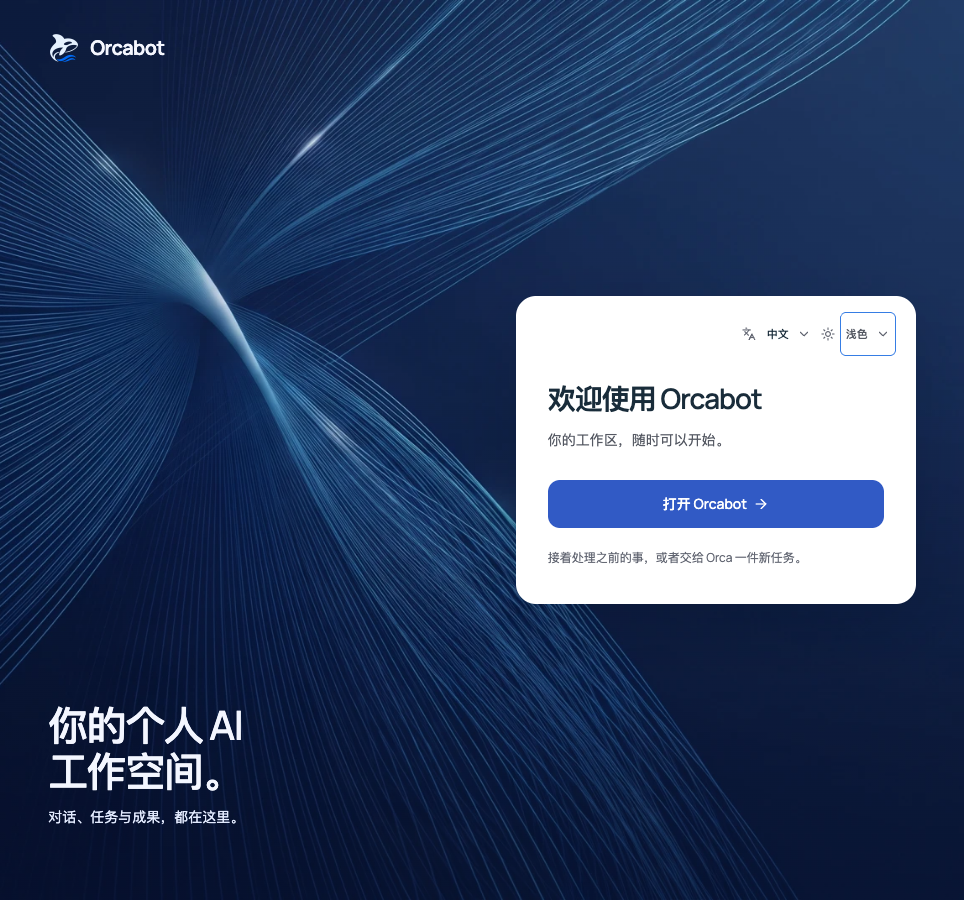 Orcabot
中文
浅色
欢迎使用 Orcabot
你的工作区，随时可以开始。
打开 Orcabot →
接着处理之前的事，或者交给 Orca 一件新任务。
你的个人 AI
工作空间。
对话、任务与成果，都在这里。